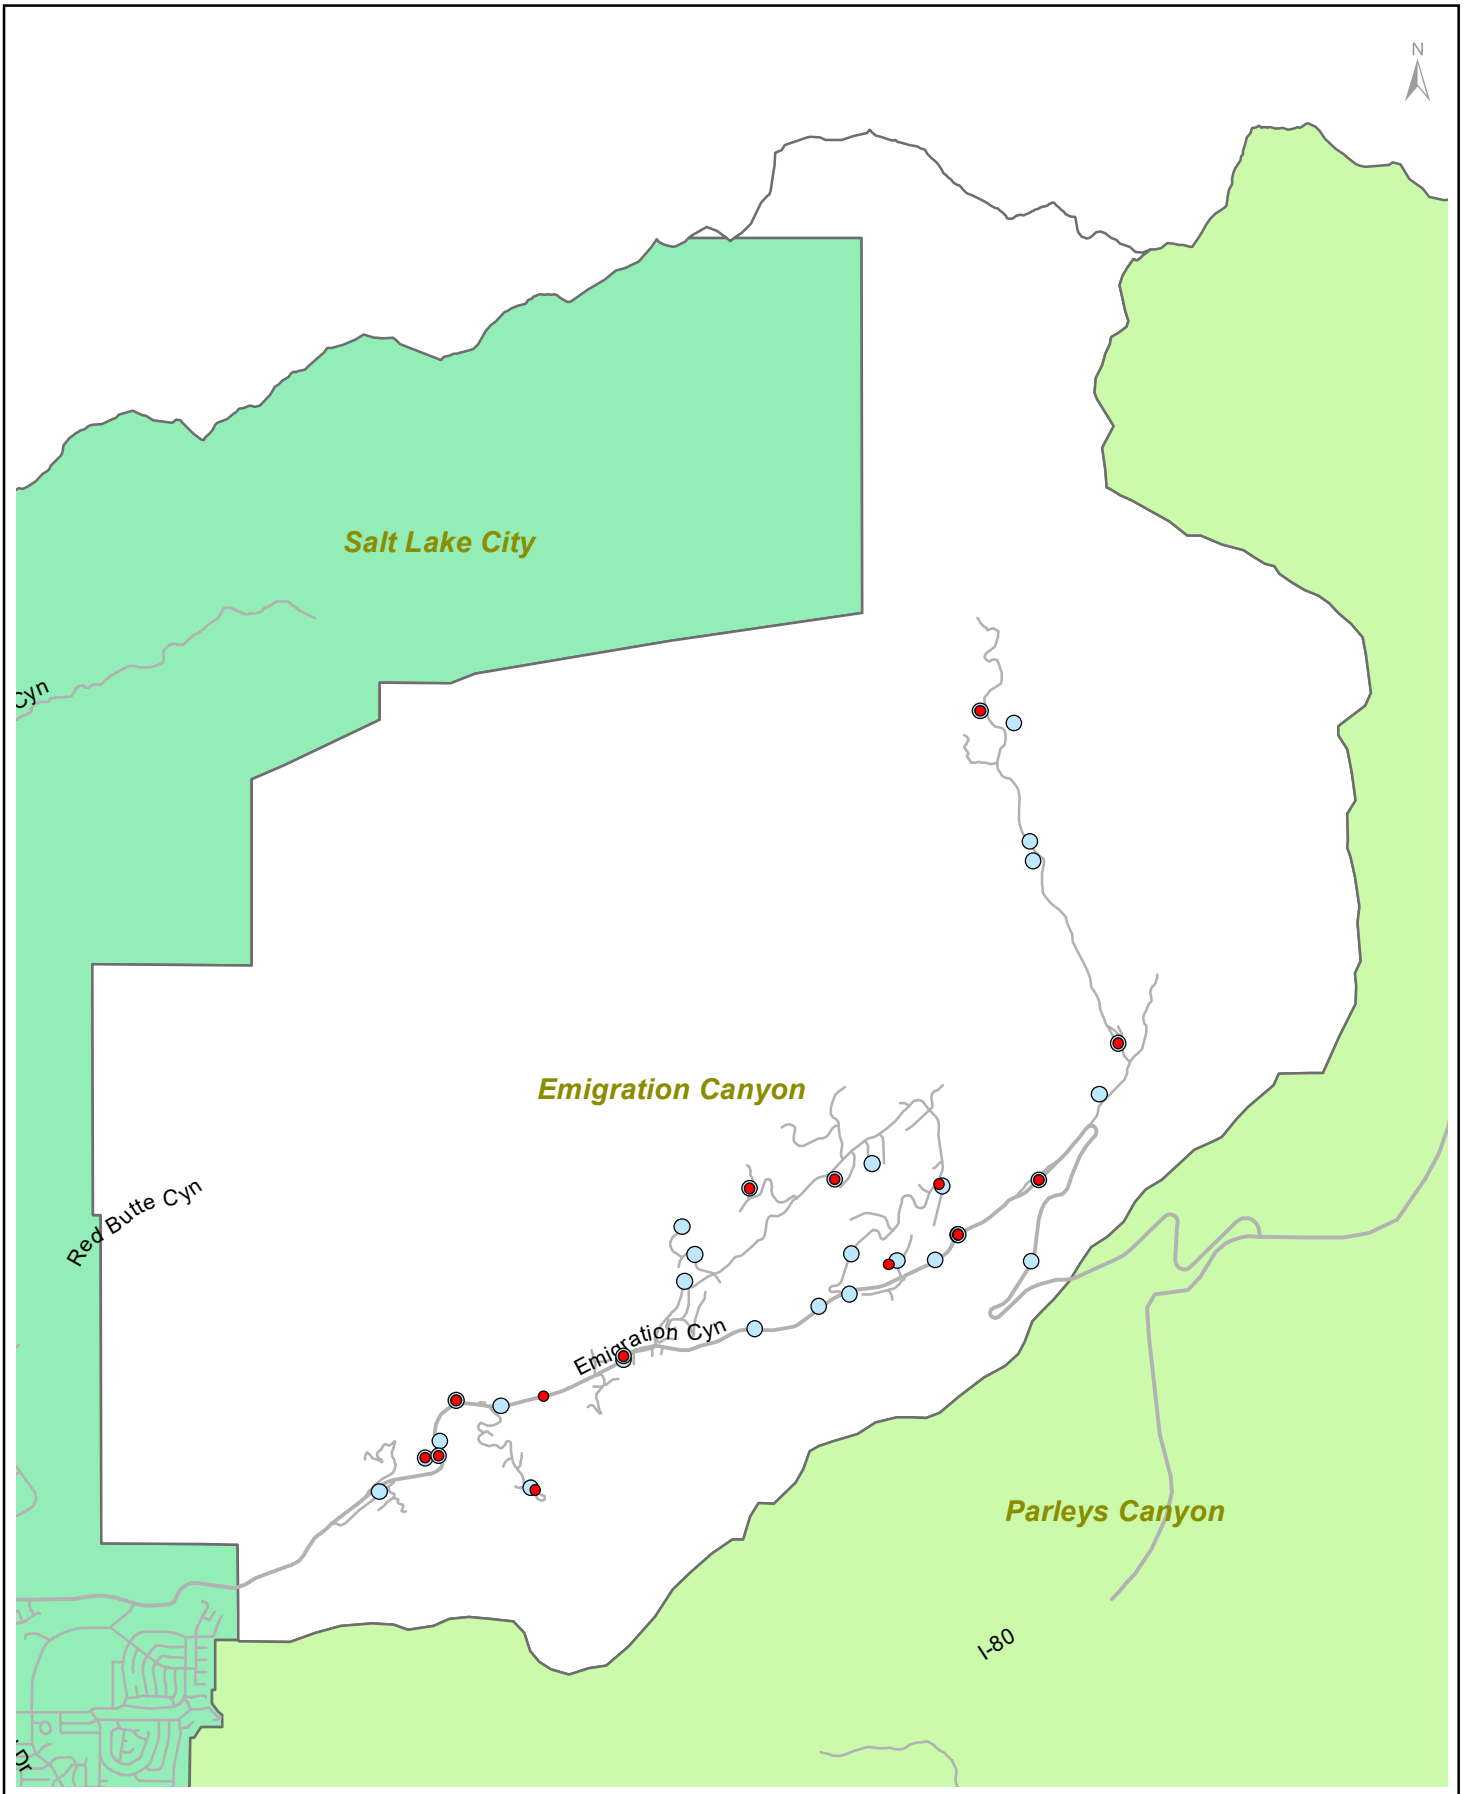 N
Salt Lake City
Cyn
Emigration Canyon
Red Butte Cyn
Emigration Cyn
Parleys Canyon
I-80
Dr